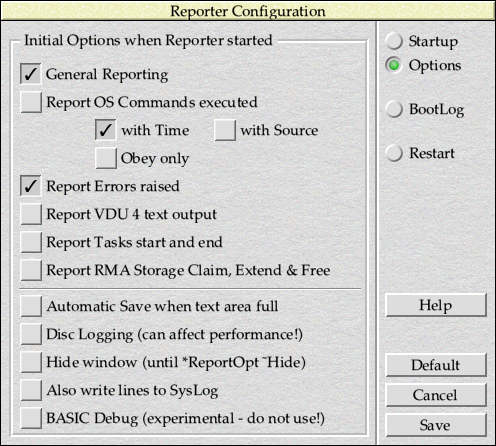 Reporter Configuration
Initial Options when Reporter started
General Reporting
Report OS Commands executed
with Time
with Source
Obey only
Report Errors raised
Report VDU 4 text output
Report Tasks start and end
Report RMA Storage Claim, Extend & Free
Automatic Save when text area full
Disc Logging (can affect performance!)
Hide window (until *ReportOpt ~Hide)
Also write lines to SysLog
BASIC Debug (experimental - do not use!)
Startup
Options
BootLog
Restart
Help
Default
Cancel
Save